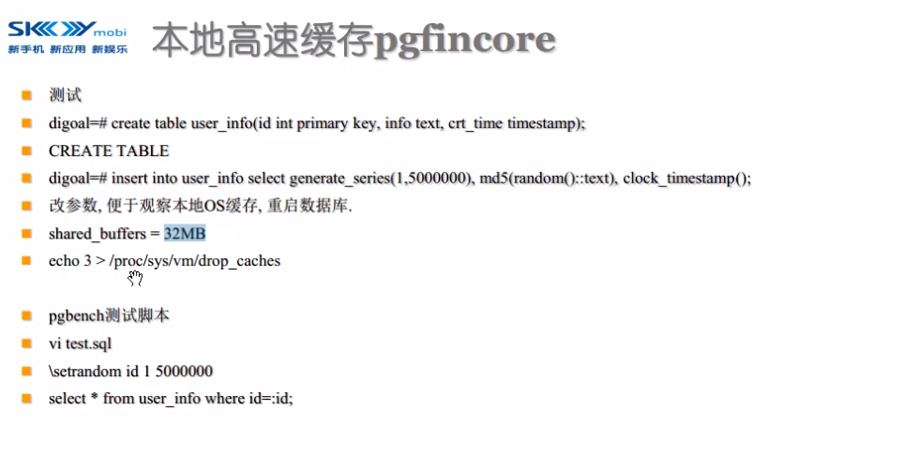 SKYmobi
新手机 新应用 新娱乐
本地高速缓存pgfincore
测试
digoal=# create table user_info(id int primary key, info text, crt_time timestamp);
CREATE TABLE
digoal=# insert into user_info select generate_series(1,5000000), md5(random()::text), clock_timestamp();
改参数, 便于观察本地OS缓存, 重启数据库.
shared_buffers = 32MB
echo 3 > /proc/sys/vm/drop_caches
pgbench测试脚本
vi test.sql
\setrandom id 1 5000000
select * from user_info where id=:id;